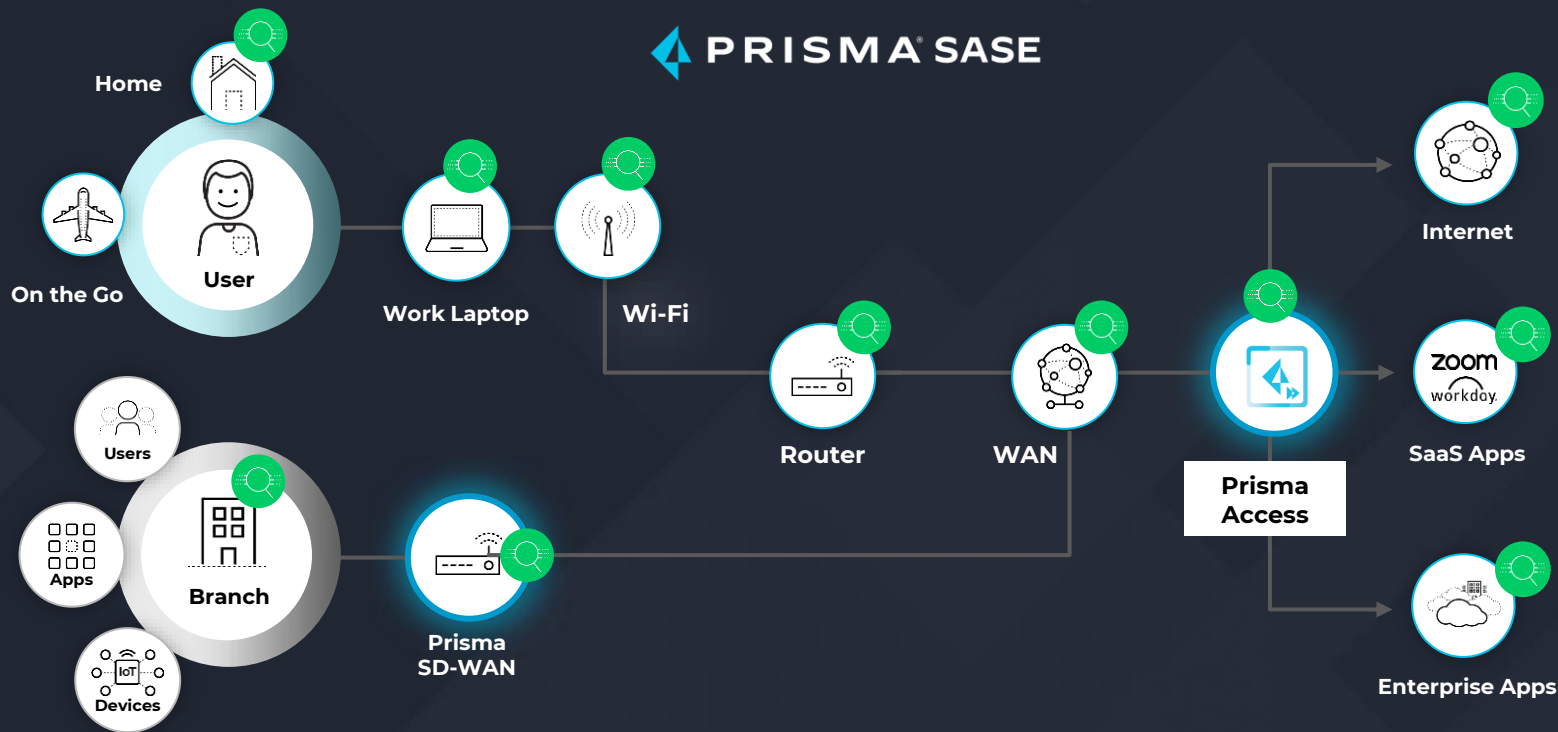 PRISMA® SASE
Home
On the Go
User
Work Laptop
Wi-Fi
Router
WAN
Prisma
Access
Internet
zoom
workday.
SaaS Apps
Enterprise Apps
Users
Apps
IoT
Devices
Branch
Prisma
SD-WAN